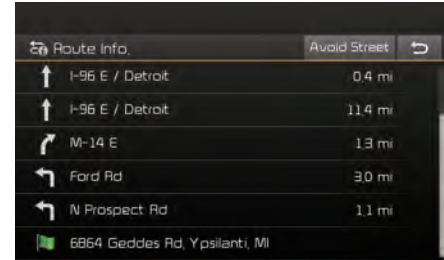 Route Info.
Avoid Street
I-96 E / Detroit 0.4 mi
I-96 E / Detroit 11.4 mi
M-14 E 1.3 mi
Ford Rd 3.0 mi
N Prospect Rd 1.1 mi
6864 Geddes Rd, Ypsilanti, MI